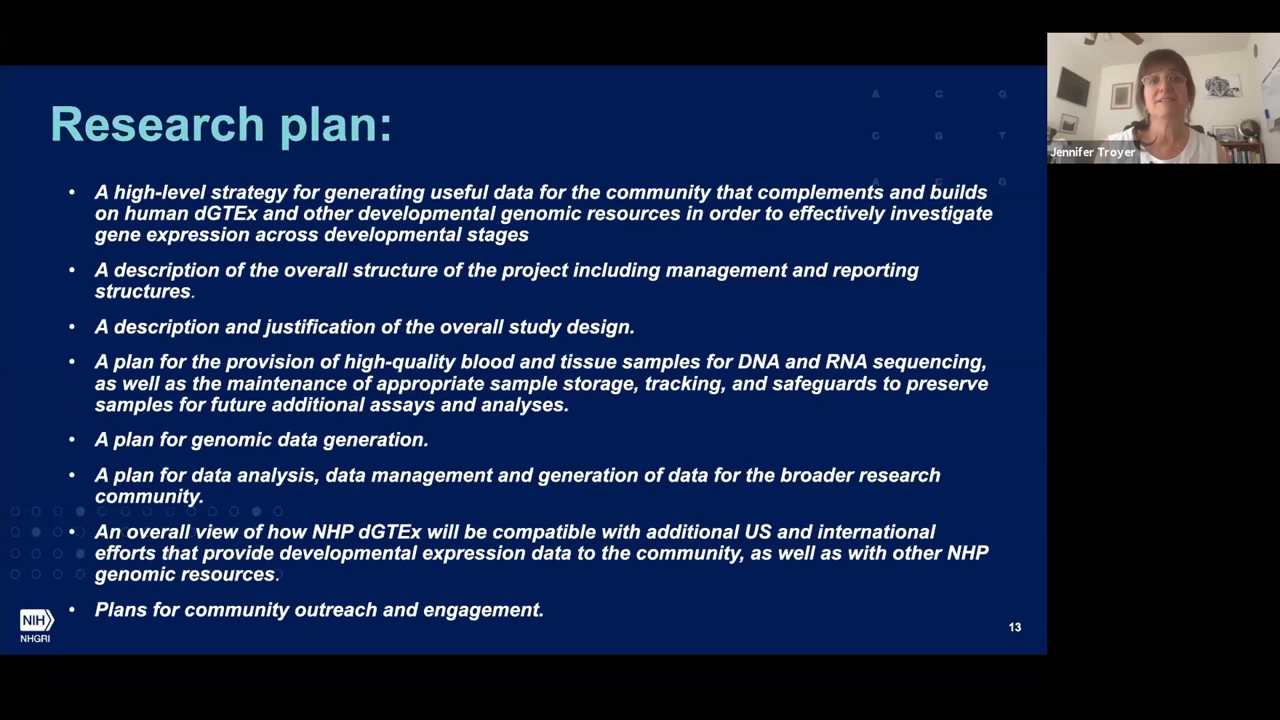 Research plan:
A C G
C G T
A C G
• A high-level strategy for generating useful data for the community that complements and builds
on human dGTEx and other developmental genomic resources in order to effectively investigate
gene expression across developmental stages
• A description of the overall structure of the project including management and reporting
structures.
• A description and justification of the overall study design.
• A plan for the provision of high-quality blood and tissue samples for DNA and RNA sequencing,
as well as the maintenance of appropriate sample storage, tracking, and safeguards to preserve
samples for future additional assays and analyses.
• A plan for genomic data generation.
• A plan for data analysis, data management and generation of data for the broader research
community.
• An overall view of how NHP dGTEx will be compatible with additional US and international
efforts that provide developmental expression data to the community, as well as with other NHP
genomic resources.
• Plans for community outreach and engagement.
NIH
NHGRI
13
Jennifer Troyer